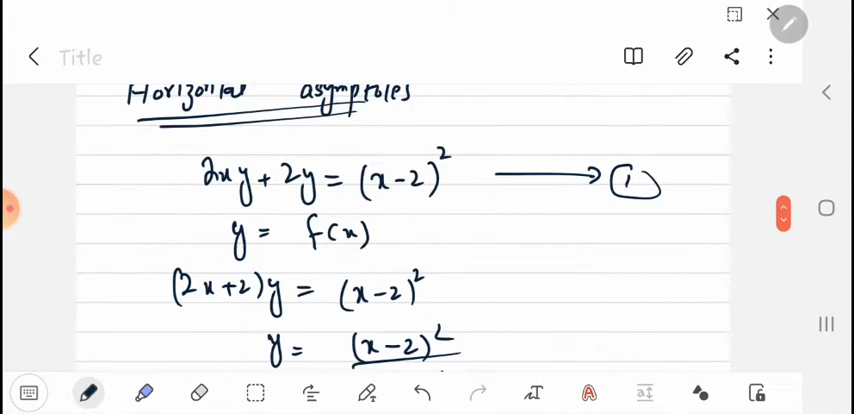 Title
Horizontal asymptotes
2xy + 2y = (x-2)² → (1)
y = f(x)
(2x+2)y = (x-2)²
y = (x-2)²